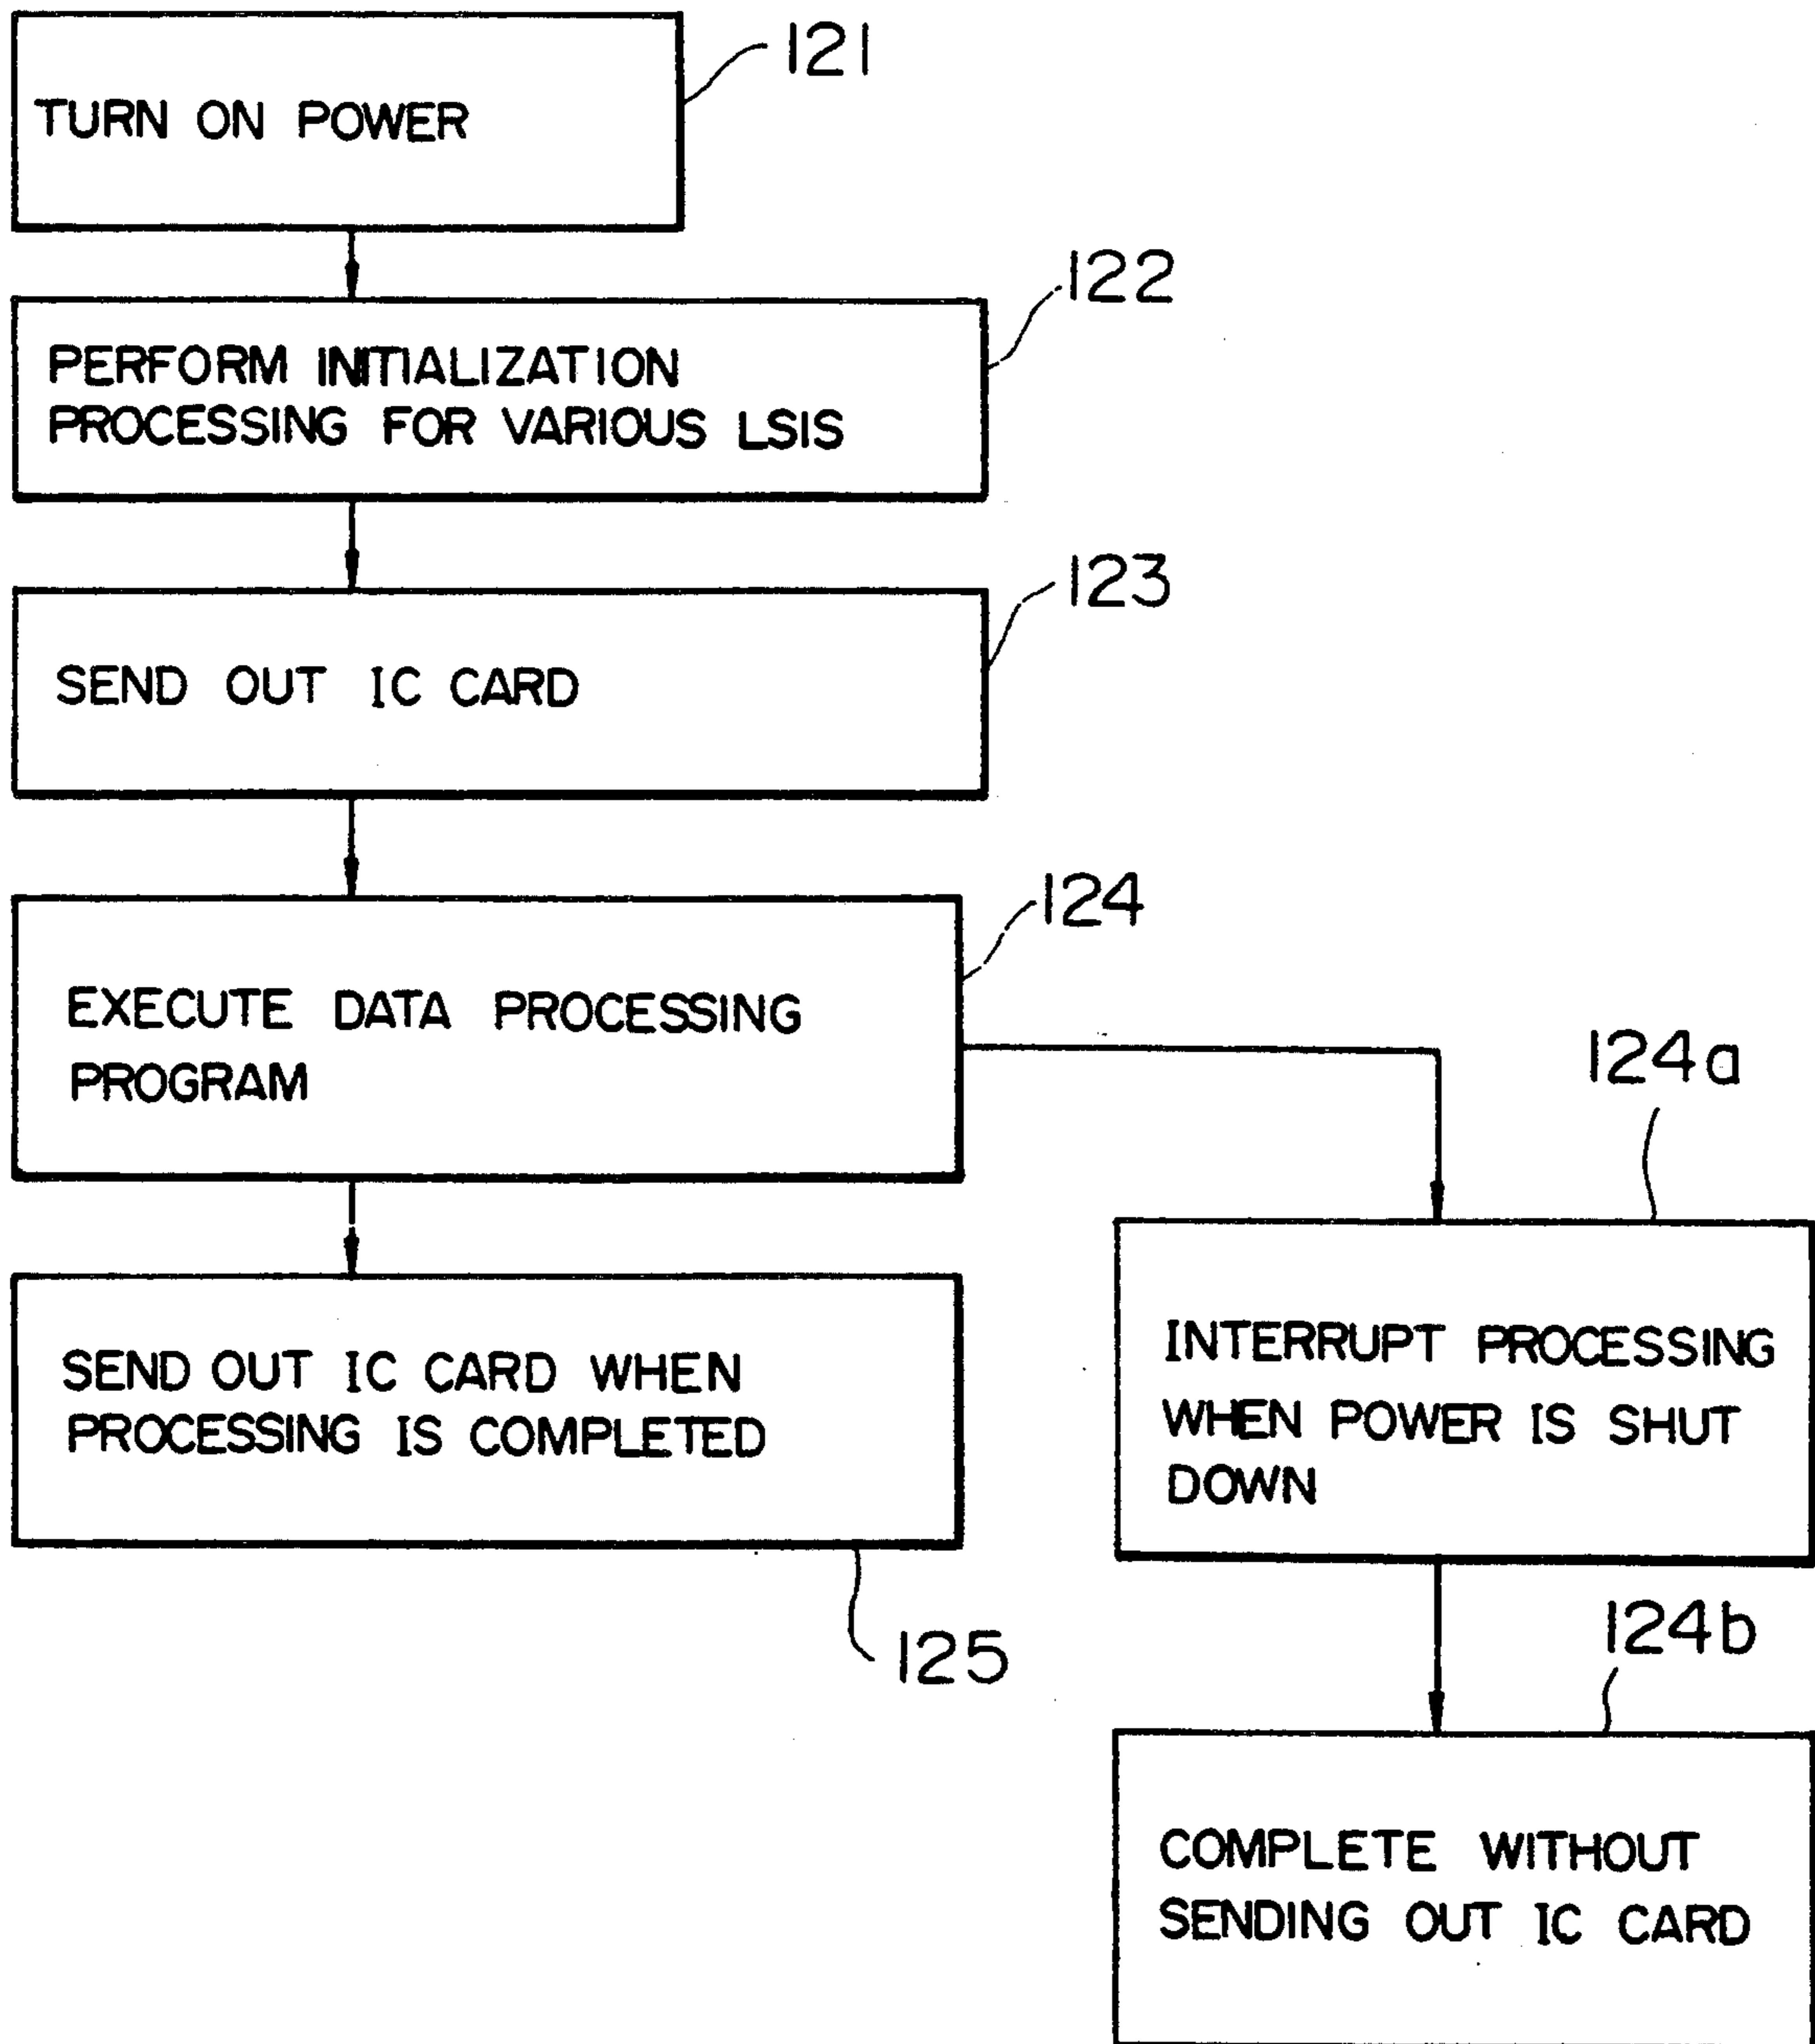 121
TURN ON POWER
122
PERFORM INITIALIZATION
PROCESSING FOR VARIOUS LSIS
123
SEND OUT IC CARD
124
EXECUTE DATA PROCESSING
PROGRAM
124a
INTERRUPT PROCESSING
WHEN POWER IS SHUT
DOWN
SEND OUT IC CARD WHEN
PROCESSING IS COMPLETED
125
124b
COMPLETE WITHOUT
SENDING OUT IC CARD